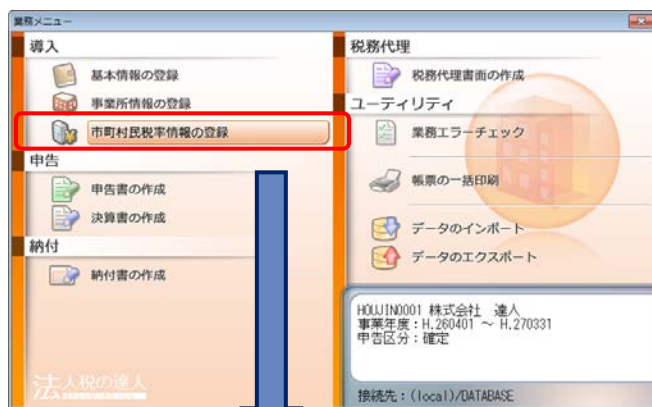 業務メニュー
導入
基本情報の登録
事業所情報の登録
市町村民税率情報の登録
申告
申告書の作成
決算書の作成
納付
納付書の作成
法人税の達人
税務代理
税務代理書面の作成
ユーティリティ
業務エラーチェック
帳票の一括印刷
データのインポート
データのエクスポート
HOUJIN0001 株式会社 達人
事業年度：H.260401 ～ H.270331
申告区分：確定
接続先：(local)/DATABASE